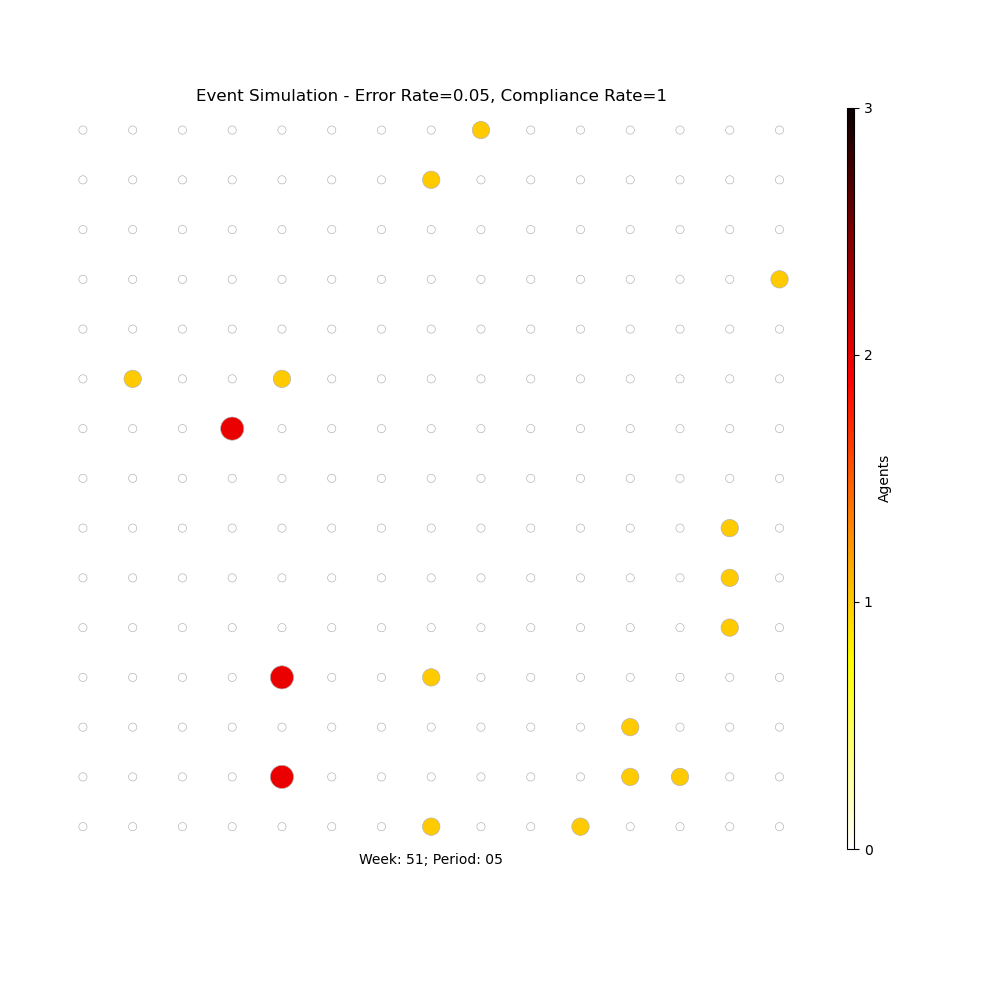 Event Simulation - Error Rate=0.05, Compliance Rate=1
3
2
Agents
1
0
Week: 51; Period: 05